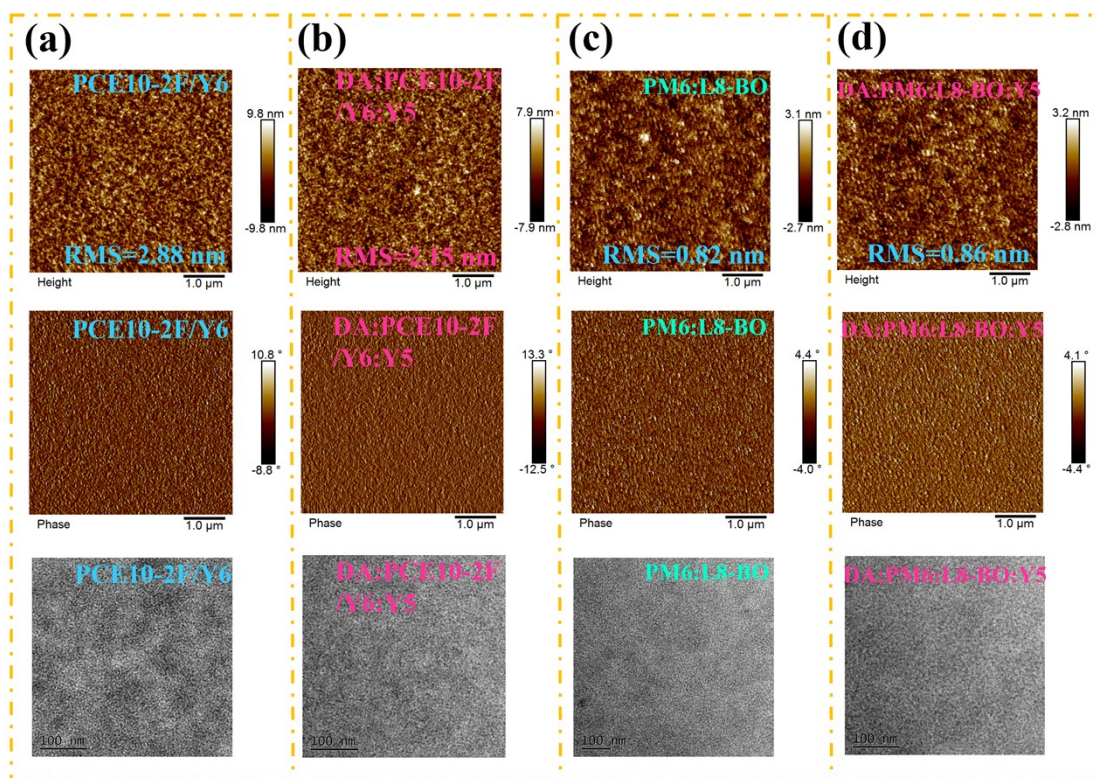 (a)
PCE10-2F/Y6
9.8 nm
-9.8 nm
RMS=2.88 nm
Height
1.0 µm
PCE10-2F/Y6
10.8 °
-8.8 °
Phase
1.0 µm
PCE10-2F/Y6
100 nm
(b)
DA:PCE10-2F
/Y6:Y5
7.9 nm
-7.9 nm
RMS=2.15 nm
Height
1.0 µm
DA:PCE10-2F
/Y6:Y5
13.3 °
-12.5 °
Phase
1.0 µm
DA:PCE10-2F
/Y6:Y5
100 nm
(c)
PM6:L8-BO
3.1 nm
-2.7 nm
RMS=0.82 nm
Height
1.0 µm
PM6:L8-BO
4.4 °
-4.0 °
Phase
1.0 µm
PM6:L8-BO
100 nm
(d)
DA:PM6:L8-BO:Y5
3.2 nm
-2.8 nm
RMS=0.86 nm
Height
1.0 µm
DA:PM6:L8-BO:Y5
4.1 °
-4.4 °
Phase
1.0 µm
DA:PM6:L8-BO:Y5
100 nm